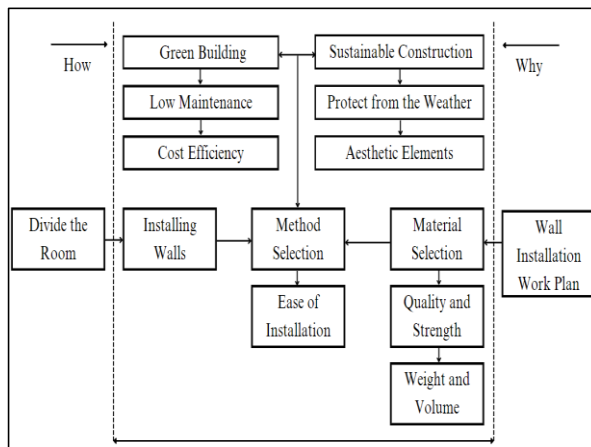 How
Green Building
Sustainable Construction
Why
Low Maintenance
Protect from the Weather
Cost Efficiency
Aesthetic Elements
Divide the
Room
Installing
Walls
Method
Selection
Material
Selection
Wall
Installation
Work Plan
Ease of
Installation
Quality and
Strength
Weight and
Volume